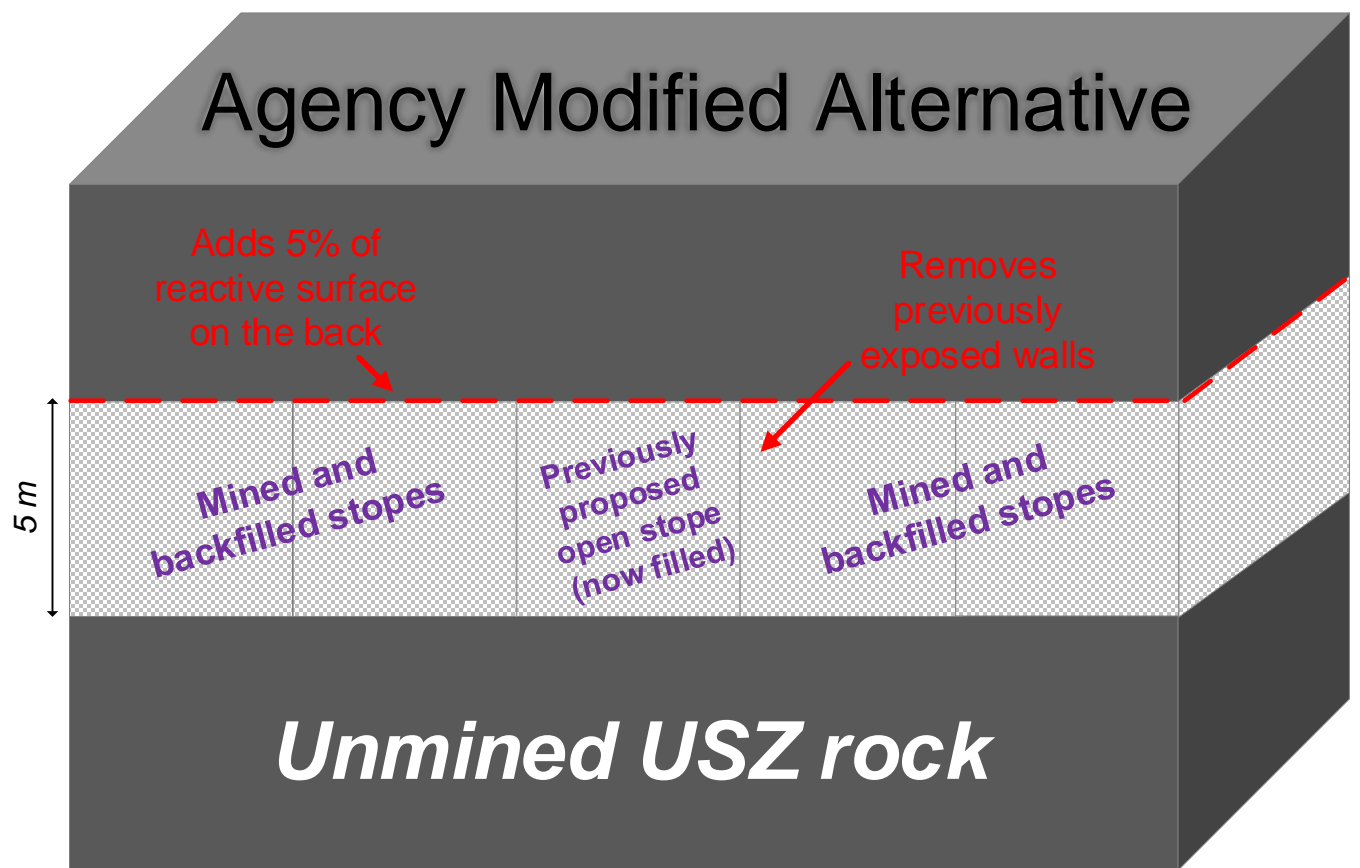 Agency Modified Alternative
Adds 5% of
reactive surface
on the back
Removes
previously
exposed walls
5 m
Mined and
backfilled stopes
Previously
proposed
open stope
(now filled)
Mined and
backfilled stopes
Unmined USZ rock